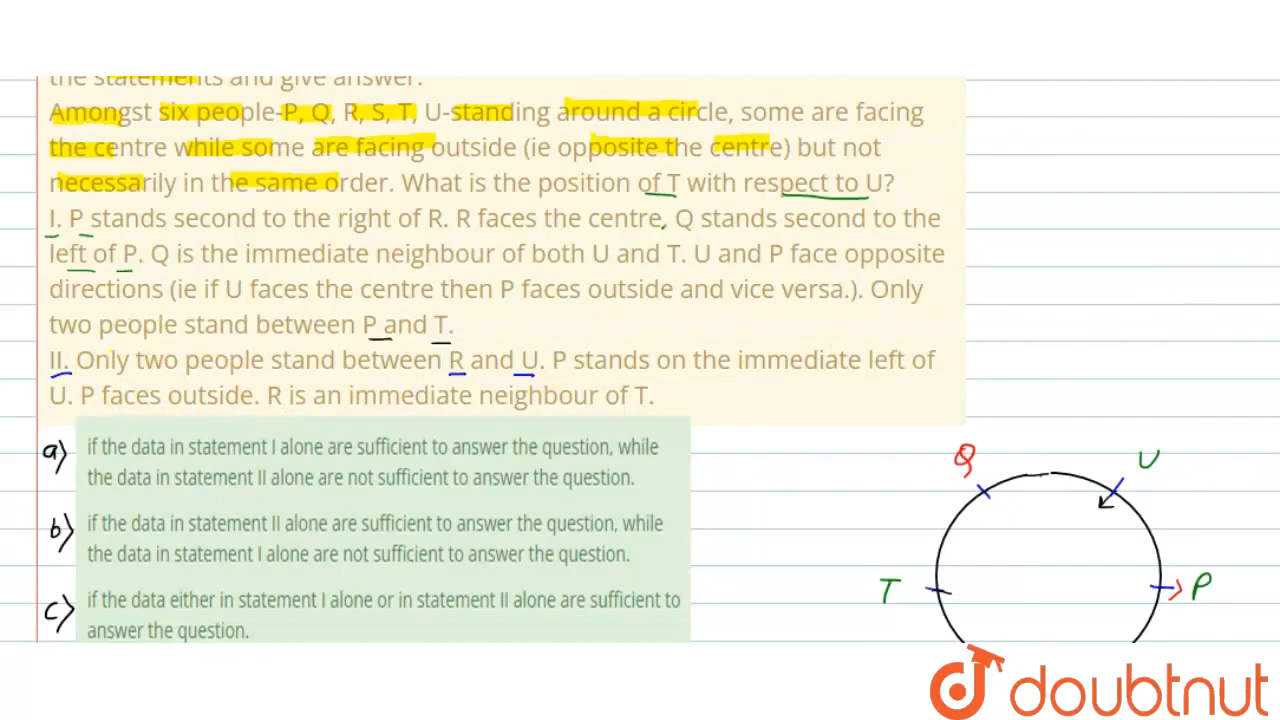 the statements and give answer.
Amongst six people-P, Q, R, S, T, U-standing around a circle, some are facing
the centre while some are facing outside (ie opposite the centre) but not
necessarily in the same order. What is the position of T with respect to U?
I. P stands second to the right of R. R faces the centre, Q stands second to the
left of P. Q is the immediate neighbour of both U and T. U and P face opposite
directions (ie if U faces the centre then P faces outside and vice versa.). Only
two people stand between P and T.
II. Only two people stand between R and U. P stands on the immediate left of
U. P faces outside. R is an immediate neighbour of T.
a) if the data in statement I alone are sufficient to answer the question, while
the data in statement II alone are not sufficient to answer the question.
b) if the data in statement II alone are sufficient to answer the question, while
the data in statement I alone are not sufficient to answer the question.
c) if the data either in statement I alone or in statement II alone are sufficient to
answer the question.
Q U
T P
doubtnut